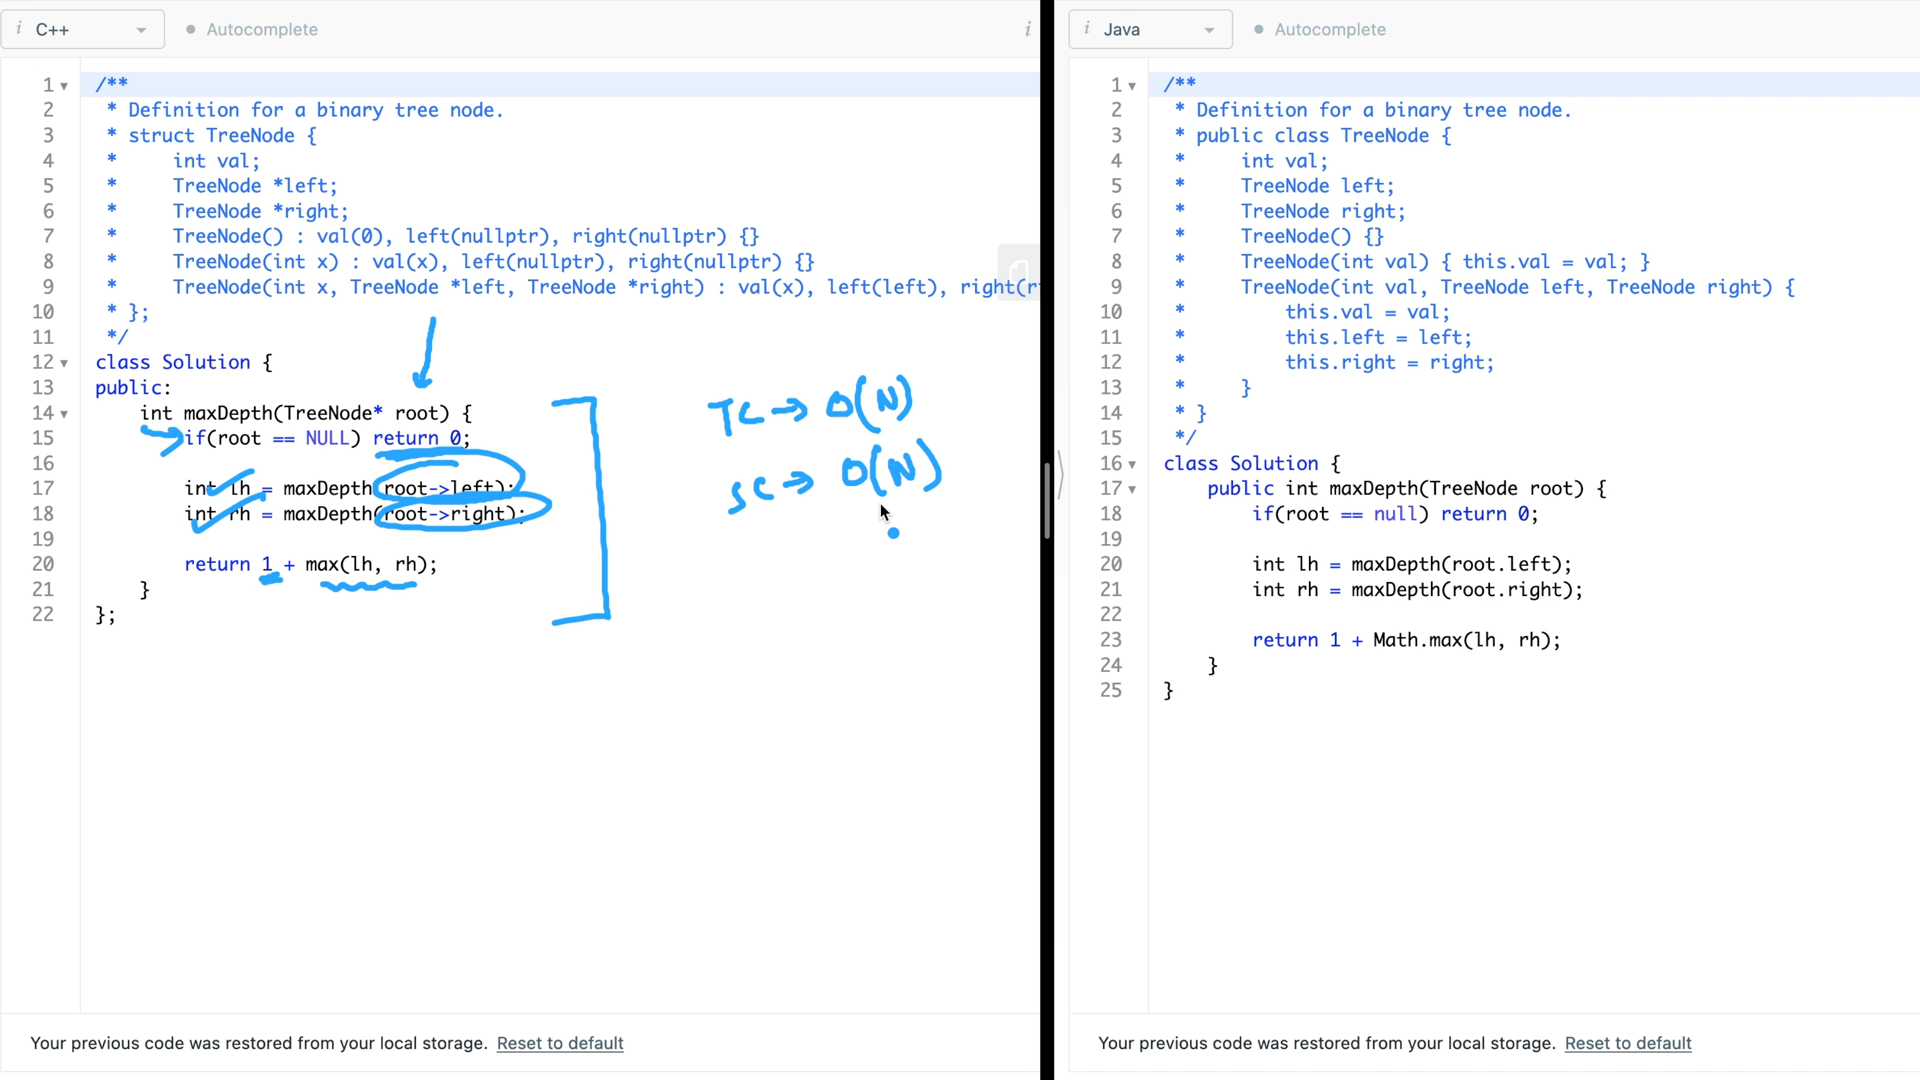 i C++ Autocomplete i
1 /**
2 * Definition for a binary tree node.
3 * struct TreeNode {
4 *     int val;
5 *     TreeNode *left;
6 *     TreeNode *right;
7 *     TreeNode() : val(0), left(nullptr), right(nullptr) {}
8 *     TreeNode(int x) : val(x), left(nullptr), right(nullptr) {}
9 *     TreeNode(int x, TreeNode *left, TreeNode *right) : val(x), left(left), right(r
10 * };
11 */
12 class Solution {
13 public:
14     int maxDepth(TreeNode* root) {
15         if(root == NULL) return 0;
16
17         int lh = maxDepth(root->left);
18         int rh = maxDepth(root->right);
19
20         return 1 + max(lh, rh);
21     }
22 };
TC → O(N)
SC → O(N)
Your previous code was restored from your local storage. Reset to default
i Java Autocomplete
1 /**
2 * Definition for a binary tree node.
3 * public class TreeNode {
4 *     int val;
5 *     TreeNode left;
6 *     TreeNode right;
7 *     TreeNode() {}
8 *     TreeNode(int val) { this.val = val; }
9 *     TreeNode(int val, TreeNode left, TreeNode right) {
10 *         this.val = val;
11 *         this.left = left;
12 *         this.right = right;
13 *     }
14 * }
15 */
16 class Solution {
17     public int maxDepth(TreeNode root) {
18         if(root == null) return 0;
19
20         int lh = maxDepth(root.left);
21         int rh = maxDepth(root.right);
22
23         return 1 + Math.max(lh, rh);
24     }
25 }
Your previous code was restored from your local storage. Reset to default